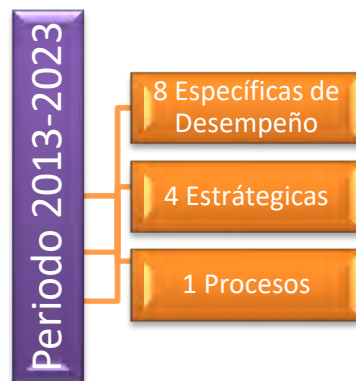 Periodo 2013-2023
8 Específicas de
Desempeño
4 Estrátegicas
1 Procesos